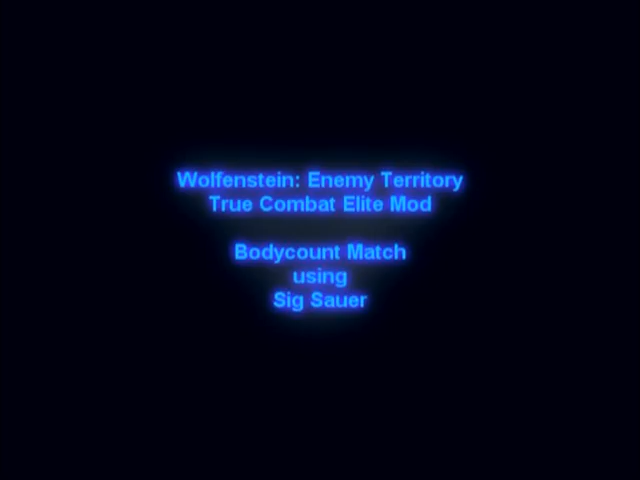 Wolfenstein: Enemy Territory
True Combat Elite Mod
Bodycount Match
using
Sig Sauer